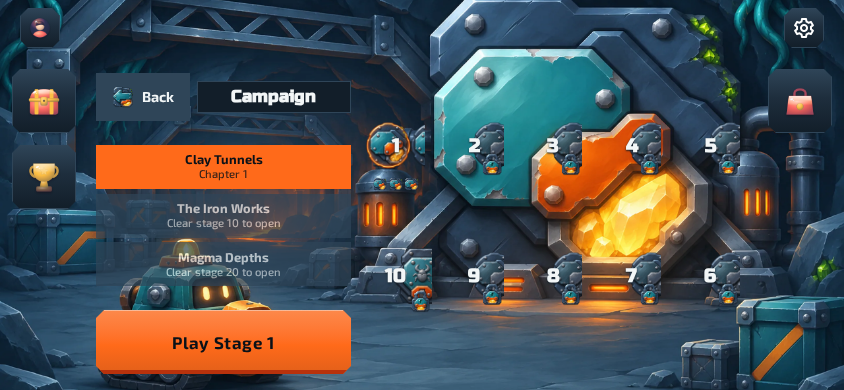 Back
Campaign
Clay Tunnels
Chapter 1
The Iron Works
Clear stage 10 to open
Magma Depths
Clear stage 20 to open
Play Stage 1
1 2 3 4 5
10 9 8 7 6